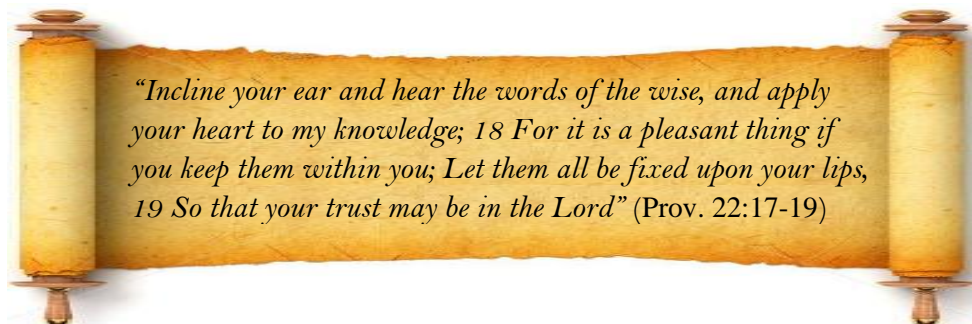 “Incline your ear and hear the words of the wise, and apply
your heart to my knowledge; 18 For it is a pleasant thing if
you keep them within you; Let them all be fixed upon your lips,
19 So that your trust may be in the Lord” (Prov. 22:17-19)